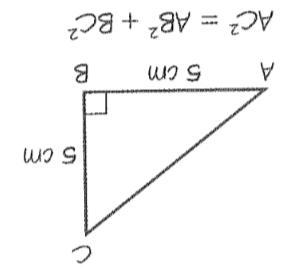 C
5 cm
A
5 cm
B
AC² = AB² + BC²